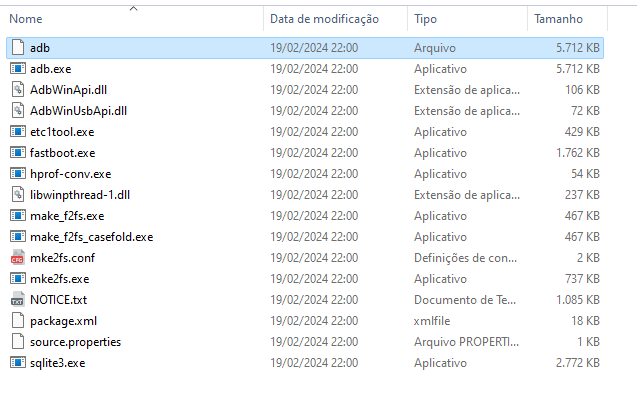 Nome Data de modificação Tipo Tamanho
adb 19/02/2024 22:00 Arquivo 5.712 KB
adb.exe 19/02/2024 22:00 Aplicativo 5.712 KB
AdbWinApi.dll 19/02/2024 22:00 Extensão de aplica... 106 KB
AdbWinUsbApi.dll 19/02/2024 22:00 Extensão de aplica... 72 KB
etc1tool.exe 19/02/2024 22:00 Aplicativo 429 KB
fastboot.exe 19/02/2024 22:00 Aplicativo 1.762 KB
hprof-conv.exe 19/02/2024 22:00 Aplicativo 54 KB
libwinpthread-1.dll 19/02/2024 22:00 Extensão de aplica... 237 KB
make_f2fs.exe 19/02/2024 22:00 Aplicativo 467 KB
make_f2fs_casefold.exe 19/02/2024 22:00 Aplicativo 467 KB
CFG mke2fs.conf 19/02/2024 22:00 Definições de con... 2 KB
mke2fs.exe 19/02/2024 22:00 Aplicativo 737 KB
TXT NOTICE.txt 19/02/2024 22:00 Documento de Te... 1.085 KB
package.xml 19/02/2024 22:00 xmlfile 18 KB
source.properties 19/02/2024 22:00 Arquivo PROPERTI... 1 KB
sqlite3.exe 19/02/2024 22:00 Aplicativo 2.772 KB